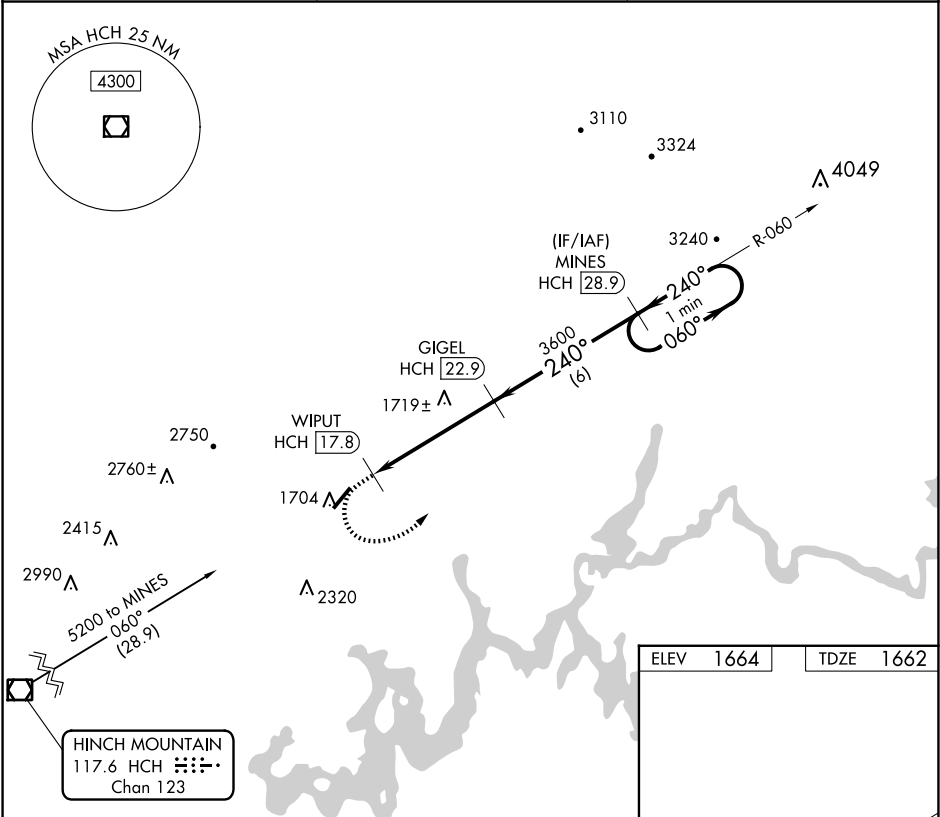 MSA HCH 25 NM
4300
3110
3324
4049
3240
R-060
(IF/IAF)
MINES
HCH 28.9
240°
1 min
060°
3600
240°
(6)
GIGEL
HCH 22.9
1719±
WIPUT
HCH 17.8
2750
2760±
1704
2415
2990
2320
5200 to MINES
060°
(28.9)
HINCH MOUNTAIN
117.6 HCH
Chan 123
ELEV 1664
TDZE 1662